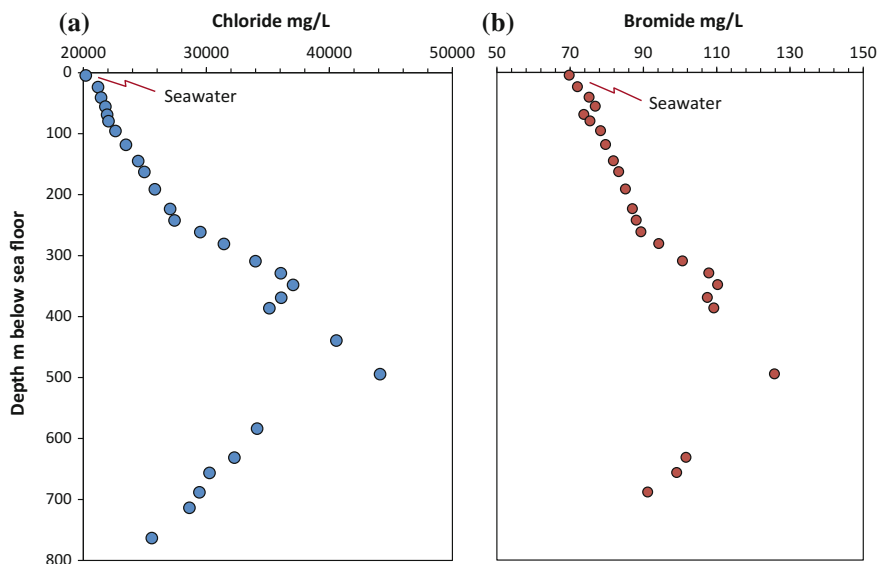 (a)
Chloride mg/L
20000 30000 40000 50000
Depth m below sea floor
0
100
200
300
400
500
600
700
800
Seawater
(b)
Bromide mg/L
50 70 90 110 130 150
Seawater